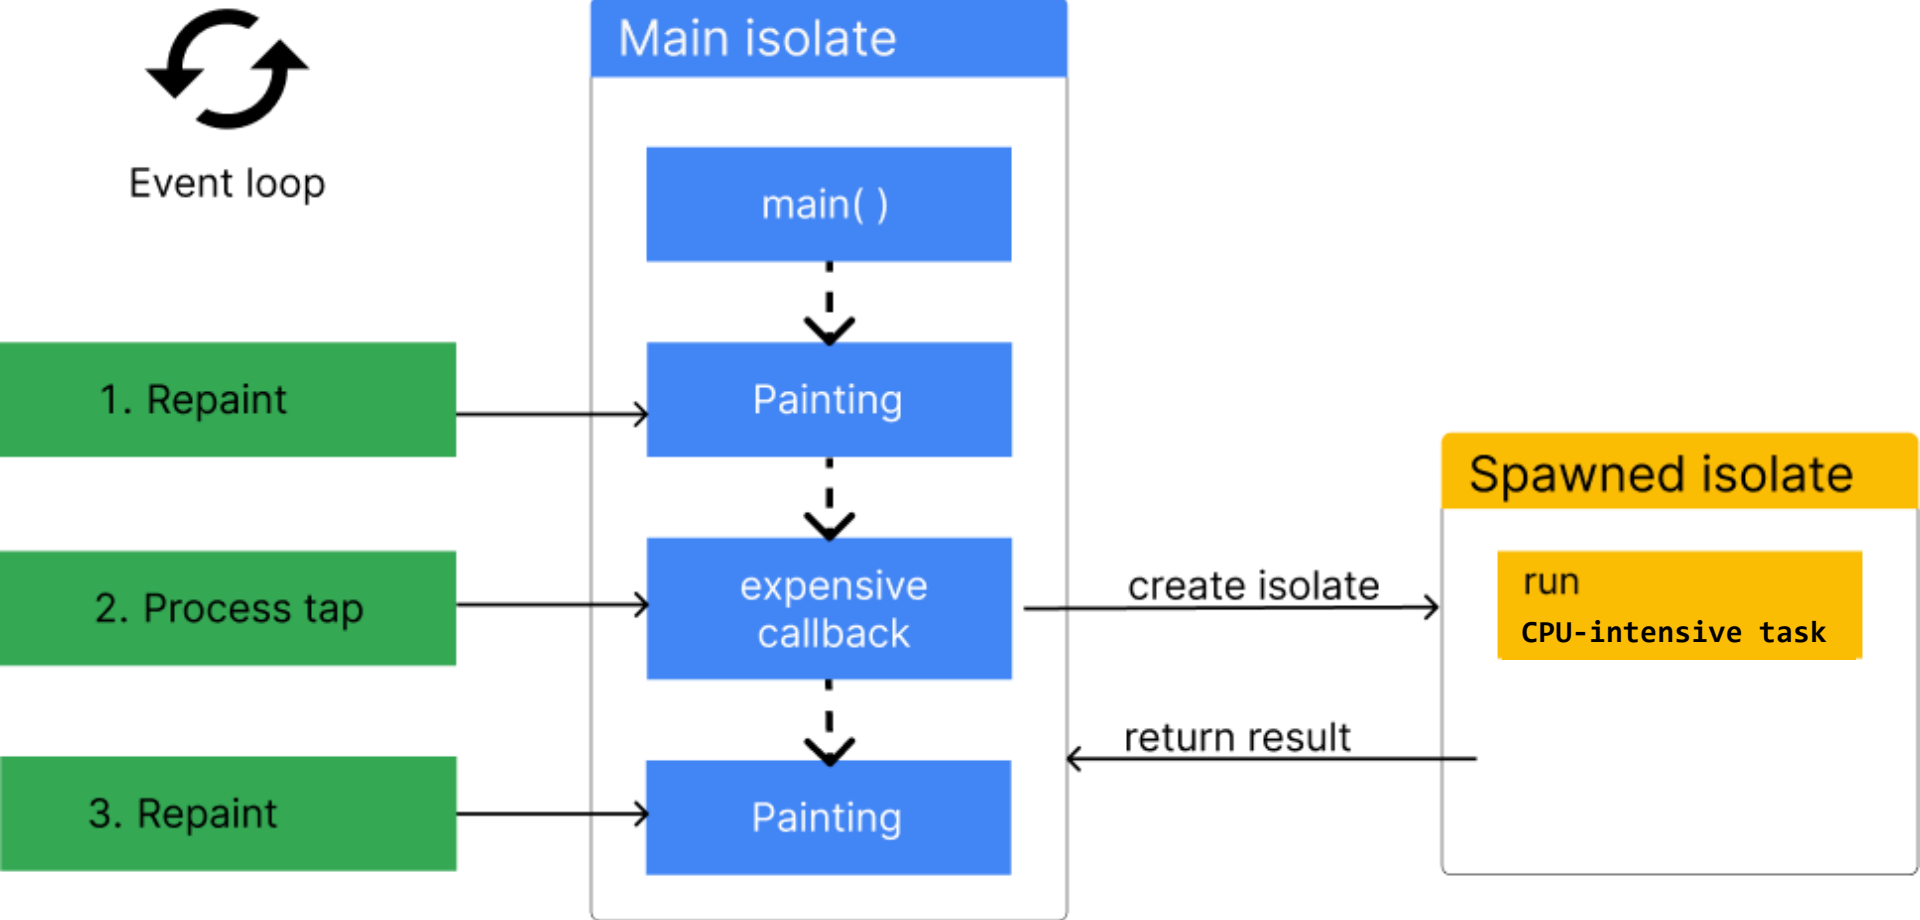 Event loop
Main isolate
main( )
1. Repaint
Painting
2. Process tap
expensive
callback
create isolate
Spawned isolate
run
CPU-intensive task
return result
3. Repaint
Painting